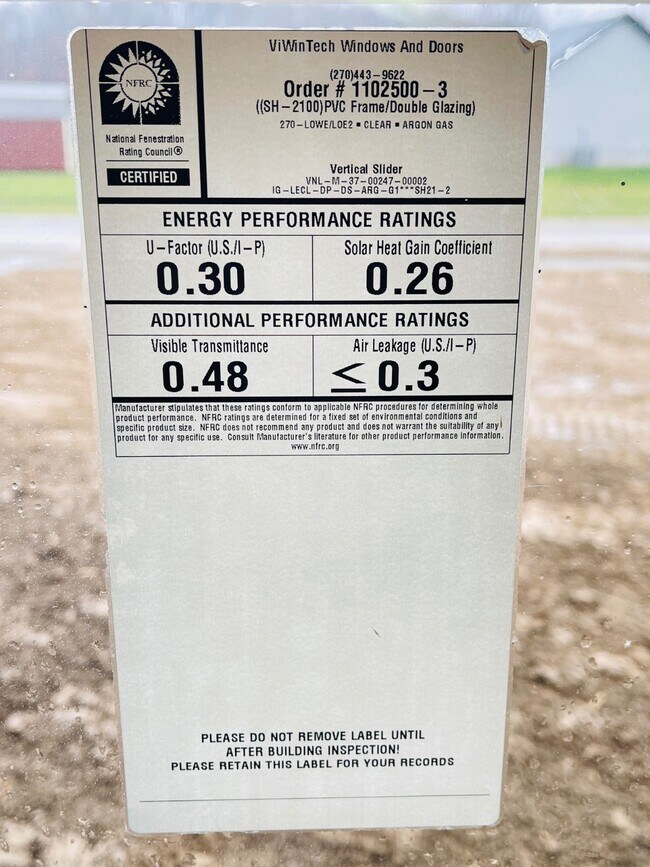 NFRC
National Fenestration
Rating Council®
CERTIFIED
ViWinTech Windows And Doors
(270)443-9622
Order # 1102500-3
((SH-2100)PVC Frame/Double Glazing)
270-LOWE/LOE2 ▪ CLEAR ▪ ARGON GAS
Vertical Slider
VNL-M-37-00247-00002
IG-LECL-DP-DS-ARG-G1***SH21-2
ENERGY PERFORMANCE RATINGS
U-Factor (U.S./I-P)
0.30
Solar Heat Gain Coefficient
0.26
ADDITIONAL PERFORMANCE RATINGS
Visible Transmittance
0.48
Air Leakage (U.S./I-P)
≤ 0.3
Manufacturer stipulates that these ratings conform to applicable NFRC procedures for determining whole
product performance. NFRC ratings are determined for a fixed set of environmental conditions and
specific product size. NFRC does not recommend any product and does not warrant the suitability of any
product for any specific use. Consult Manufacturer's literature for other product performance information.
www.nfrc.org
PLEASE DO NOT REMOVE LABEL UNTIL
AFTER BUILDING INSPECTION!
PLEASE RETAIN THIS LABEL FOR YOUR RECORDS